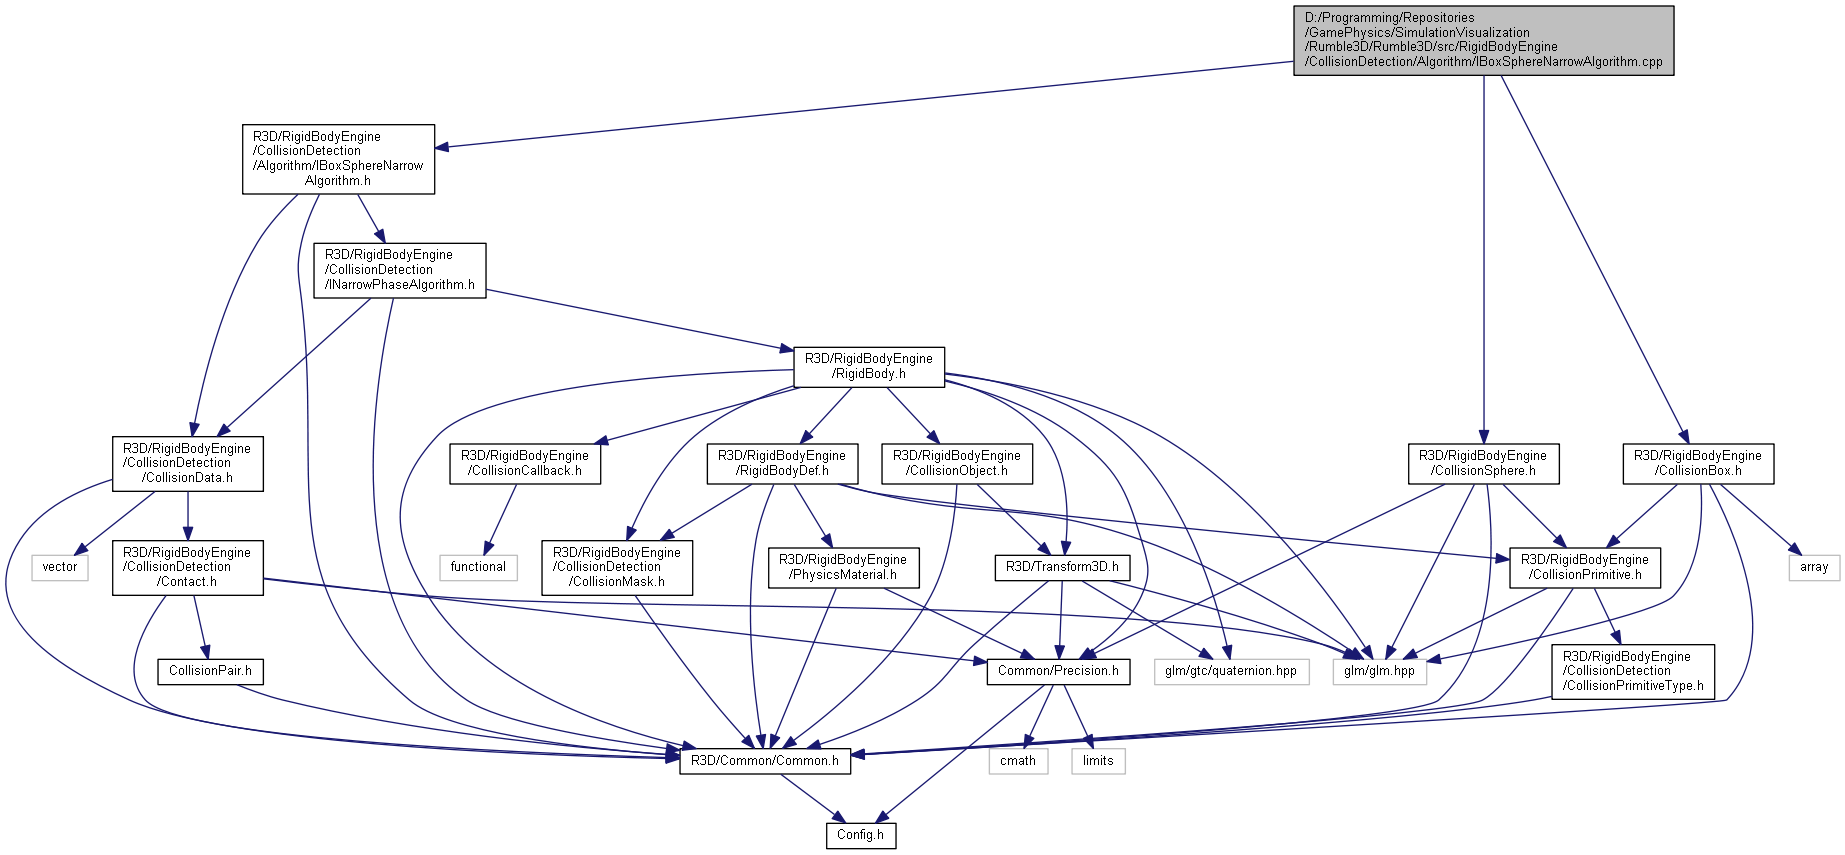 D:/Programming/Repositories
/GamePhysics/SimulationVisualization
/Rumble3D/Rumble3D/src/RigidBodyEngine
/CollisionDetection/Algorithm/IBoxSphereNarrowAlgorithm.cpp
R3D/RigidBodyEngine
/CollisionDetection
/Algorithm/IBoxSphereNarrow
Algorithm.h
R3D/RigidBodyEngine
/CollisionDetection
/INarrowPhaseAlgorithm.h
R3D/RigidBodyEngine
/RigidBody.h
R3D/RigidBodyEngine
/CollisionDetection
/CollisionData.h
R3D/RigidBodyEngine
/CollisionCallback.h
R3D/RigidBodyEngine
/RigidBodyDef.h
R3D/RigidBodyEngine
/CollisionObject.h
R3D/RigidBodyEngine
/CollisionSphere.h
R3D/RigidBodyEngine
/CollisionBox.h
vector
R3D/RigidBodyEngine
/CollisionDetection
/Contact.h
functional
R3D/RigidBodyEngine
/CollisionDetection
/CollisionMask.h
R3D/RigidBodyEngine
/PhysicsMaterial.h
R3D/Transform3D.h
R3D/RigidBodyEngine
/CollisionPrimitive.h
array
CollisionPair.h
Common/Precision.h
glm/gtc/quaternion.hpp
glm/glm.hpp
R3D/RigidBodyEngine
/CollisionDetection
/CollisionPrimitiveType.h
R3D/Common/Common.h
cmath
limits
Config.h